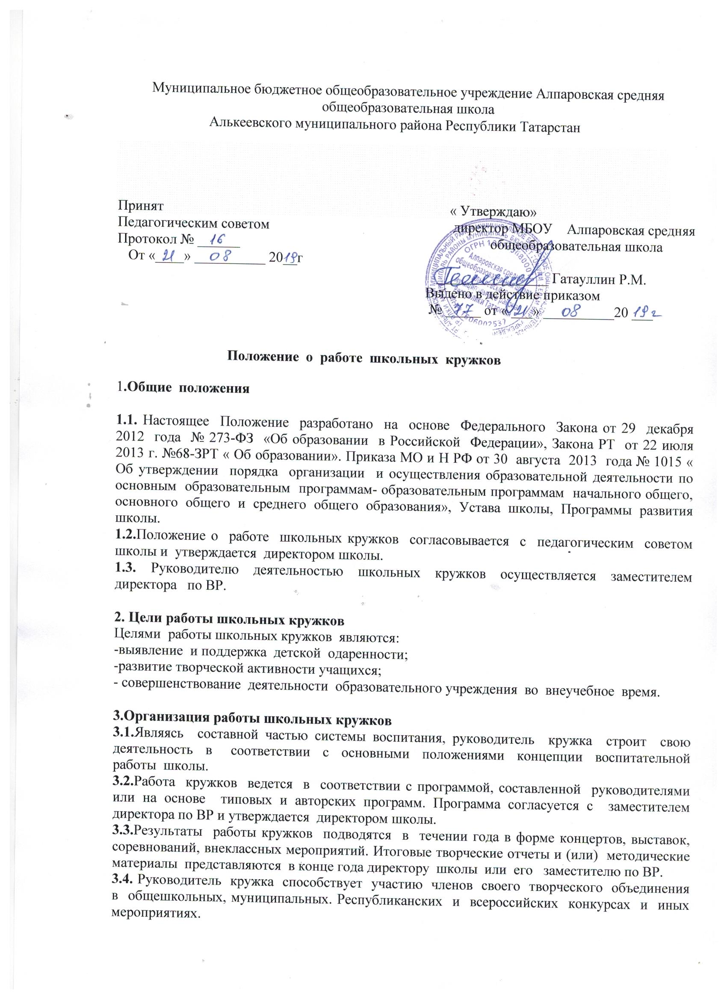 Муниципальное бюджетное общеобразовательное учреждение Алпаровская средняя
общеобразовательная школа
Алькеевского муниципального района Республики Татарстан
Принят
Педагогическим советом
Протокол № 16
От «21» 08 2019г
« Утверждаю»
директор МБОУ Алпаровская средняя
общеобразовательная школа
Гатауллин Р.М.
Выдено в действие приказом
№ 77 от «21» 08 20 19 г
Положение о работе школьных кружков
1.Общие положения
1.1. Настоящее Положение разработано на основе Федерального Закона от 29 декабря
2012 года № 273-ФЗ «Об образовании в Российской Федерации», Закона РТ от 22 июля
2013 г. №68-ЗРТ « Об образовании». Приказа МО и Н РФ от 30 августа 2013 года № 1015 «
Об утверждении порядка организации и осуществления образовательной деятельности по
основным образовательным программам- образовательным программам начального общего,
основного общего и среднего общего образования», Устава школы, Программы развития
школы.
1.2.Положение о работе школьных кружков согласовывается с педагогическим советом
школы и утверждается директором школы.
1.3. Руководителю деятельностью школьных кружков осуществляется заместителем
директора по ВР.
2. Цели работы школьных кружков
Целями работы школьных кружков являются:
-выявление и поддержка детской одаренности;
-развитие творческой активности учащихся;
- совершенствование деятельности образовательного учреждения во внеучебное время.
3.Организация работы школьных кружков
3.1.Являясь составной частью системы воспитания, руководитель кружка строит свою
деятельность в соответствии с основными положениями концепции воспитательной
работы школы.
3.2.Работа кружков ведется в соответствии с программой, составленной руководителями
или на основе типовых и авторских программ. Программа согласуется с заместителем
директора по ВР и утверждается директором школы.
3.3.Результаты работы кружков подводятся в течении года в форме концертов, выставок,
соревнований, внеклассных мероприятий. Итоговые творческие отчеты и (или) методические
материалы представляются в конце года директору школы или его заместителю по ВР.
3.4. Руководитель кружка способствует участию членов своего творческого объединения
в общешкольных, муниципальных. Республиканских и всероссийских конкурсах и иных
мероприятиях.